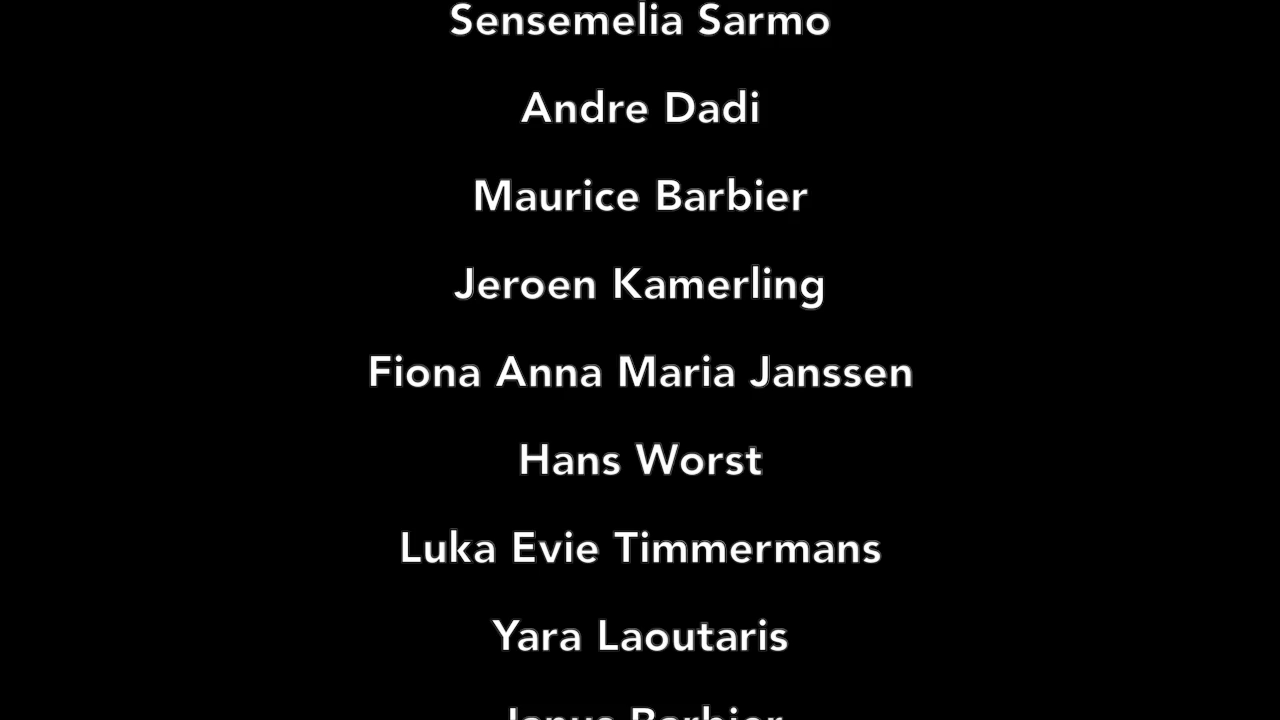 Sensemelia Sarmo
Andre Dadi
Maurice Barbier
Jeroen Kamerling
Fiona Anna Maria Janssen
Hans Worst
Luka Evie Timmermans
Yara Laoutaris
Barbier